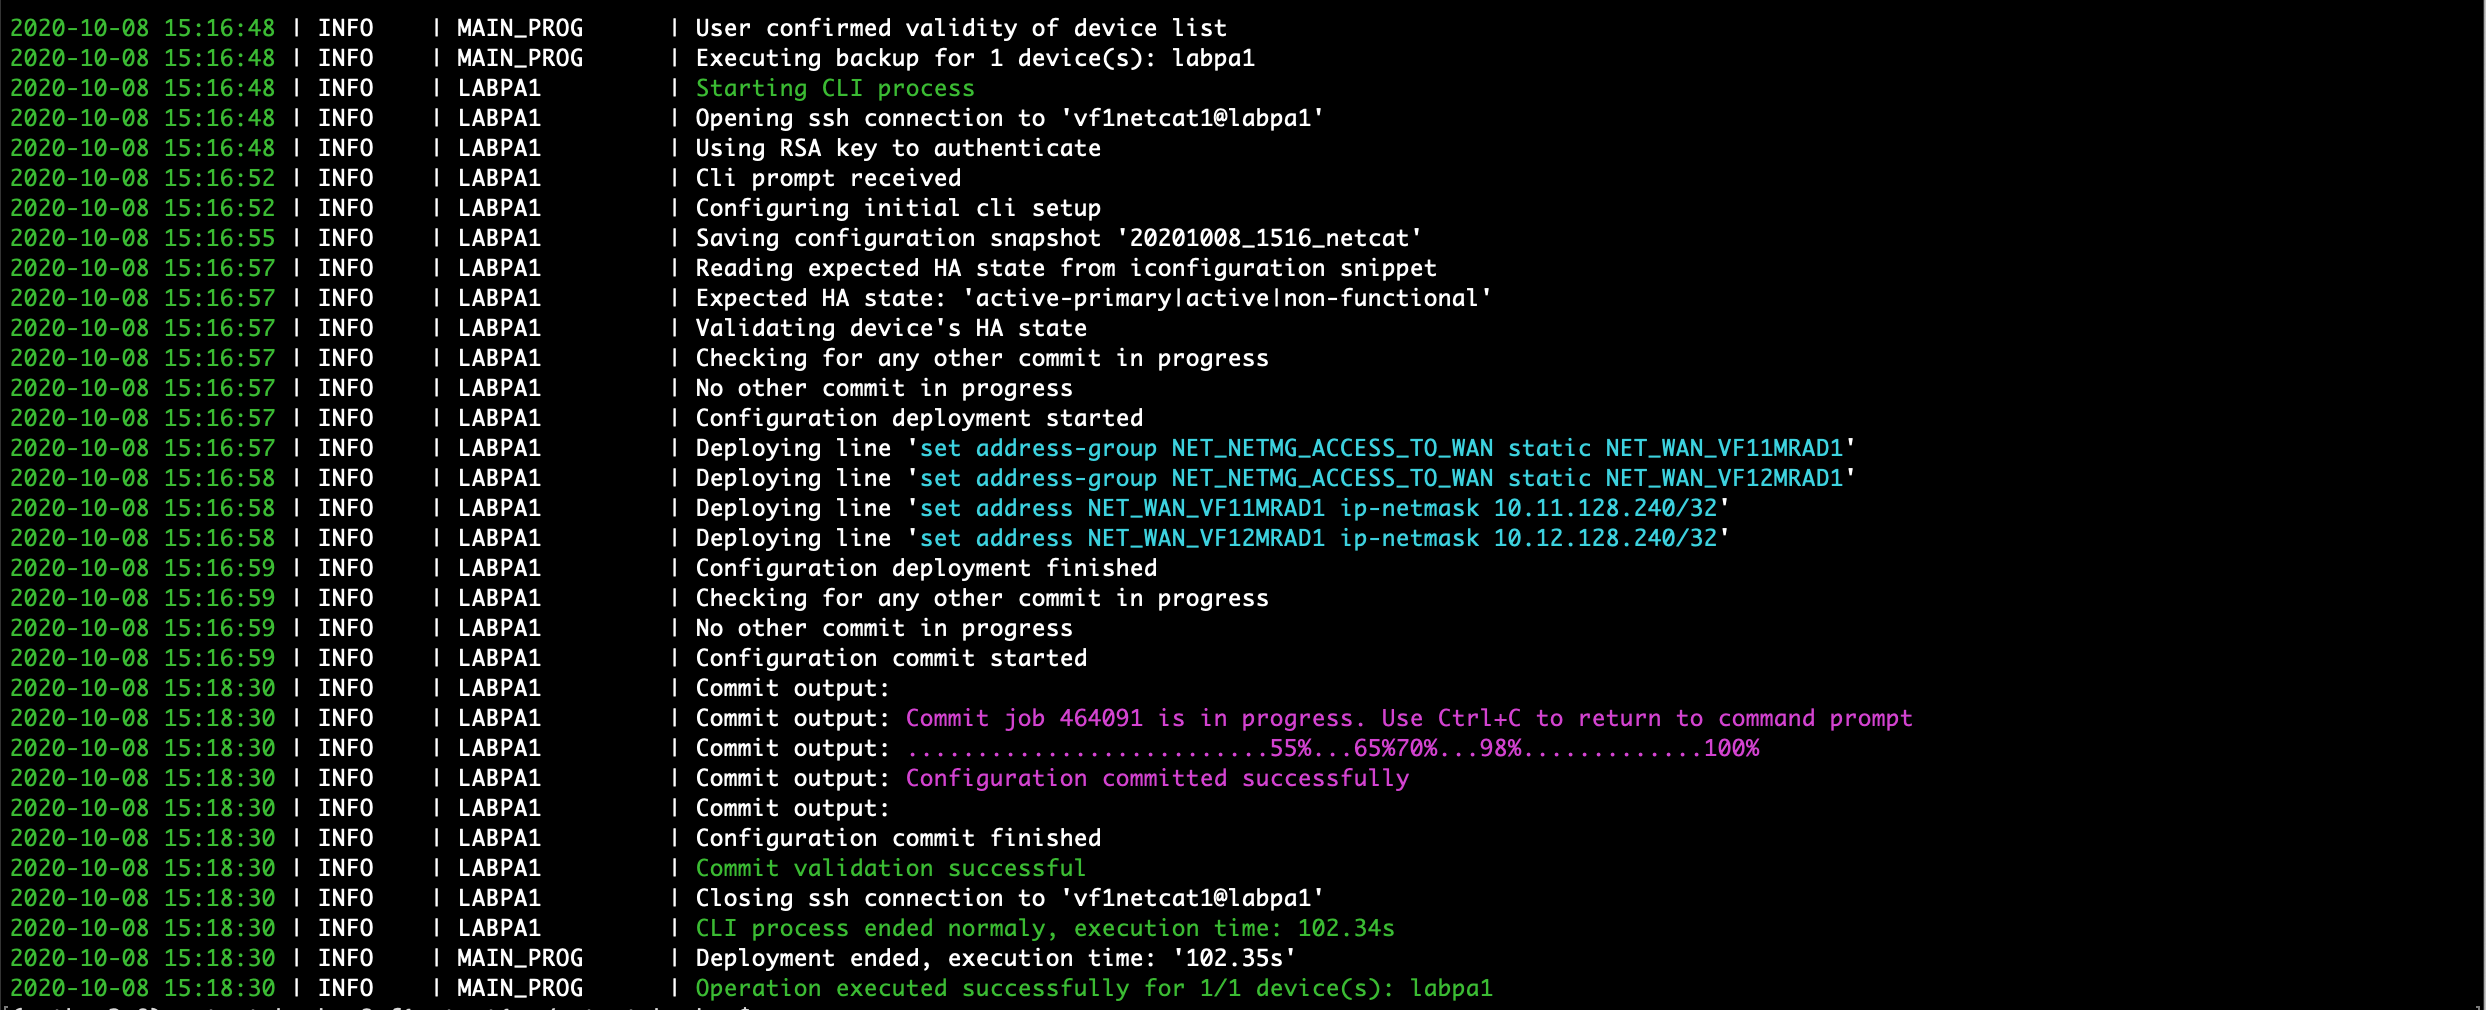 2020-10-08 15:16:48 | INFO | MAIN_PROG | User confirmed validity of device list
2020-10-08 15:16:48 | INFO | MAIN_PROG | Executing backup for 1 device(s): labpa1
2020-10-08 15:16:48 | INFO | LABPA1 | Starting CLI process
2020-10-08 15:16:48 | INFO | LABPA1 | Opening ssh connection to 'vf1netcat1@labpa1'
2020-10-08 15:16:48 | INFO | LABPA1 | Using RSA key to authenticate
2020-10-08 15:16:52 | INFO | LABPA1 | Cli prompt received
2020-10-08 15:16:52 | INFO | LABPA1 | Configuring initial cli setup
2020-10-08 15:16:55 | INFO | LABPA1 | Saving configuration snapshot '20201008_1516_netcat'
2020-10-08 15:16:57 | INFO | LABPA1 | Reading expected HA state from iconfiguration snippet
2020-10-08 15:16:57 | INFO | LABPA1 | Expected HA state: 'active-primary|active|non-functional'
2020-10-08 15:16:57 | INFO | LABPA1 | Validating device's HA state
2020-10-08 15:16:57 | INFO | LABPA1 | Checking for any other commit in progress
2020-10-08 15:16:57 | INFO | LABPA1 | No other commit in progress
2020-10-08 15:16:57 | INFO | LABPA1 | Configuration deployment started
2020-10-08 15:16:57 | INFO | LABPA1 | Deploying line 'set address-group NET_NETMG_ACCESS_TO_WAN static NET_WAN_VF11MRAD1'
2020-10-08 15:16:58 | INFO | LABPA1 | Deploying line 'set address-group NET_NETMG_ACCESS_TO_WAN static NET_WAN_VF12MRAD1'
2020-10-08 15:16:58 | INFO | LABPA1 | Deploying line 'set address NET_WAN_VF11MRAD1 ip-netmask 10.11.128.240/32'
2020-10-08 15:16:58 | INFO | LABPA1 | Deploying line 'set address NET_WAN_VF12MRAD1 ip-netmask 10.12.128.240/32'
2020-10-08 15:16:59 | INFO | LABPA1 | Configuration deployment finished
2020-10-08 15:16:59 | INFO | LABPA1 | Checking for any other commit in progress
2020-10-08 15:16:59 | INFO | LABPA1 | No other commit in progress
2020-10-08 15:16:59 | INFO | LABPA1 | Configuration commit started
2020-10-08 15:18:30 | INFO | LABPA1 | Commit output:
2020-10-08 15:18:30 | INFO | LABPA1 | Commit output: Commit job 464091 is in progress. Use Ctrl+C to return to command prompt
2020-10-08 15:18:30 | INFO | LABPA1 | Commit output: ..........................55%...65%70%...98%.............100%
2020-10-08 15:18:30 | INFO | LABPA1 | Commit output: Configuration committed successfully
2020-10-08 15:18:30 | INFO | LABPA1 | Commit output:
2020-10-08 15:18:30 | INFO | LABPA1 | Configuration commit finished
2020-10-08 15:18:30 | INFO | LABPA1 | Commit validation successful
2020-10-08 15:18:30 | INFO | LABPA1 | Closing ssh connection to 'vf1netcat1@labpa1'
2020-10-08 15:18:30 | INFO | LABPA1 | CLI process ended normaly, execution time: 102.34s
2020-10-08 15:18:30 | INFO | MAIN_PROG | Deployment ended, execution time: '102.35s'
2020-10-08 15:18:30 | INFO | MAIN_PROG | Operation executed successfully for 1/1 device(s): labpa1